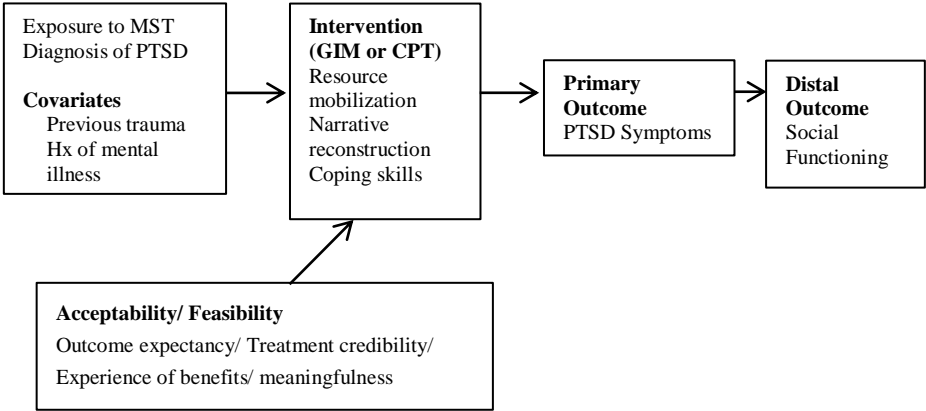 Exposure to MST
Diagnosis of PTSD
Covariates
Previous trauma
Hx of mental
illness
Intervention
(GIM or CPT)
Resource
mobilization
Narrative
reconstruction
Coping skills
Primary
Outcome
PTSD Symptoms
Distal
Outcome
Social
Functioning
Acceptability/ Feasibility
Outcome expectancy/ Treatment credibility/
Experience of benefits/ meaningfulness